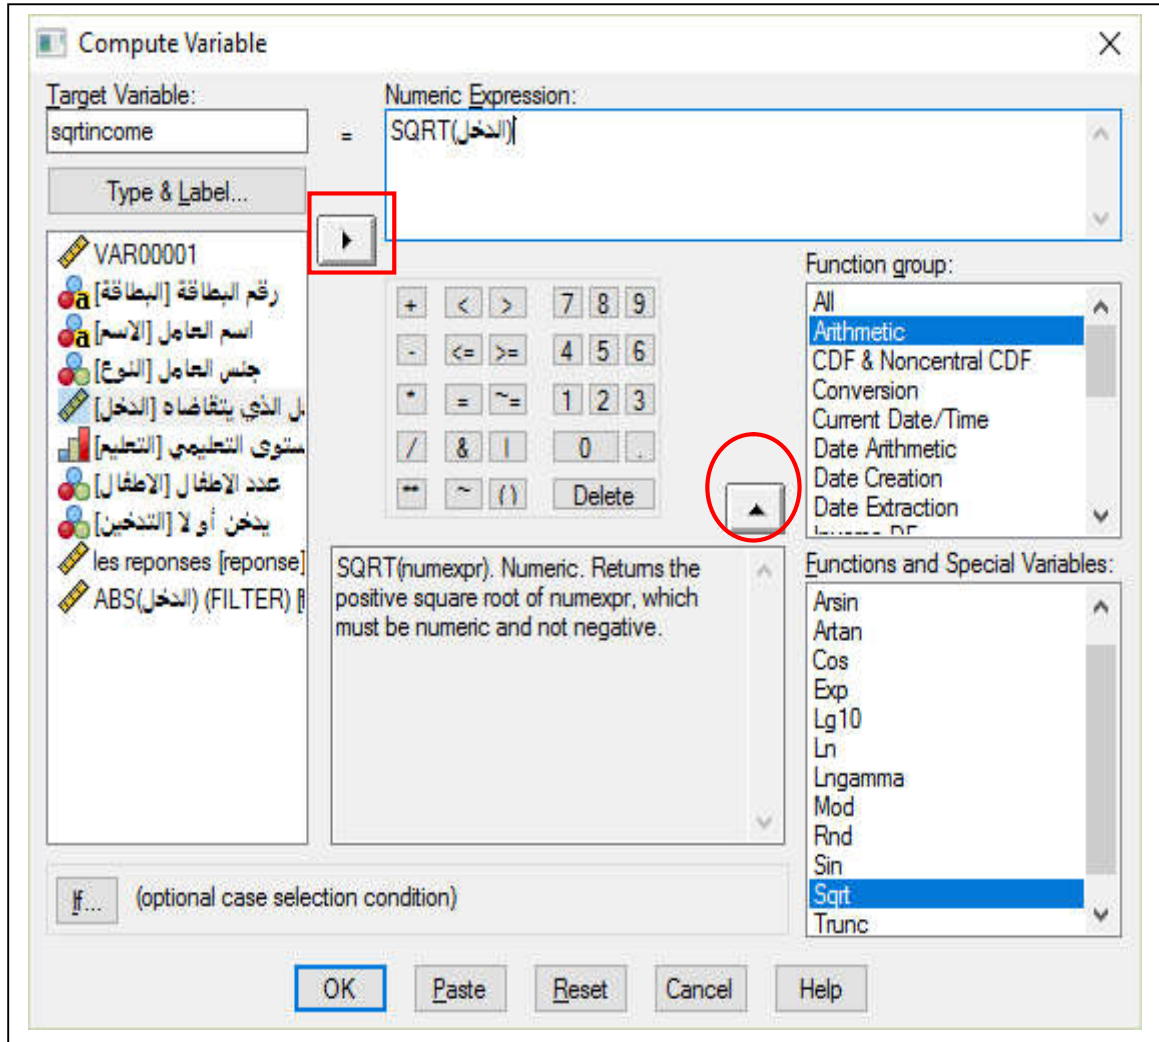 Compute Variable
Target Variable:
sqrtincome
Type & Label...
=
Numeric Expression:
SQRT(الدخل)
VAR00001
رقم البطاقة [البطاقة]
اسم العامل [الاسم]
جنس العامل [النوع]
ل الذي يتقاضاه [الدخل]
ستوى التعليمي [التعليم]
عدد الاطفال [الاطفال]
يدخن أو لا [التدخين]
les reponses [reponse]
ABS(الدخل) (FILTER) [
+ < > 7 8 9
- <= >= 4 5 6
* = ~= 1 2 3
/ & | 0 .
** ~ () Delete
SQRT(numexpr). Numeric. Returns the
positive square root of numexpr, which
must be numeric and not negative.
Function group:
All
Arithmetic
CDF & Noncentral CDF
Conversion
Current Date/Time
Date Arithmetic
Date Creation
Date Extraction
Functions and Special Variables:
Arsin
Artan
Cos
Exp
Lg10
Ln
Lngamma
Mod
Rnd
Sin
Sqrt
Trunc
If... (optional case selection condition)
OK Paste Reset Cancel Help